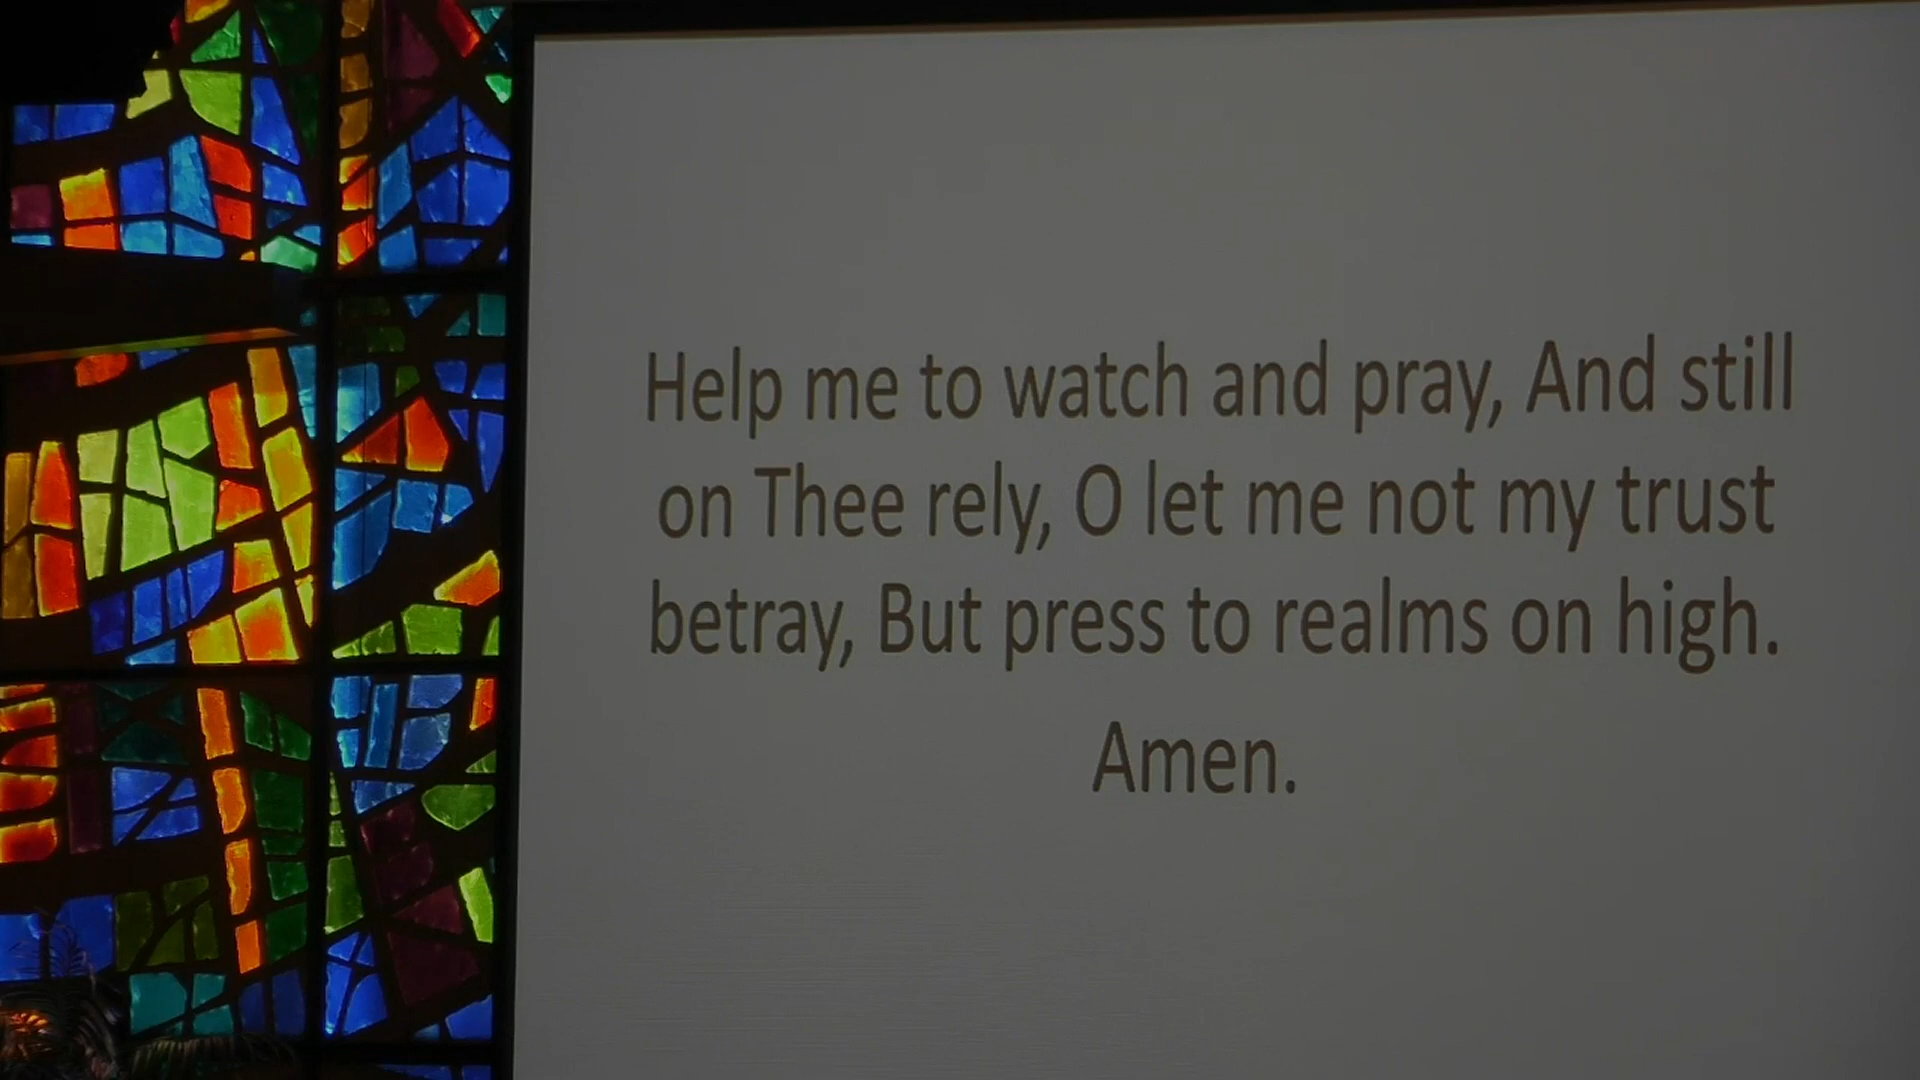 Help me to watch and pray, And still
on Thee rely, O let me not my trust
betray, But press to realms on high.
Amen.